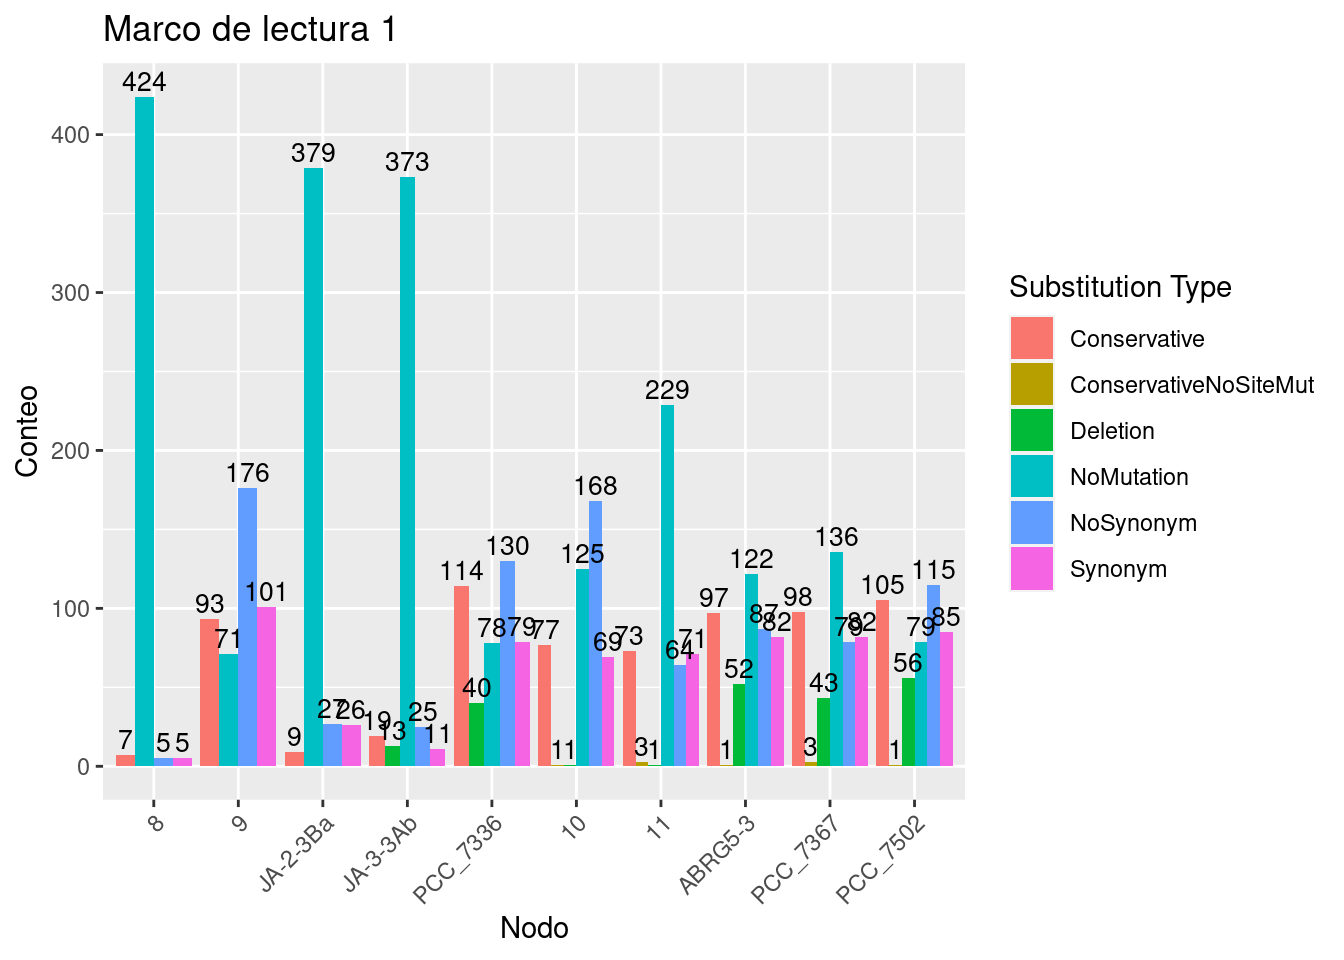 Marco de lectura 1
Conteo
400
300
200
100
0
7 424 5 5
93 71 176 101
9 379 27 26
19 13 373 25 11
114 40 78 130 79
77 1 1 125 168 69
73 3 1 229 64 71
97 1 52 122 87 82
98 3 43 136 79 82
105 1 56 79 115 85
8 9 JA-2-3Ba JA-3-3Ab PCC_7336 10 11 ABRG5-3 PCC_7367 PCC_7502
Nodo
Substitution Type
Conservative
ConservativeNoSiteMut
Deletion
NoMutation
NoSynonym
Synonym